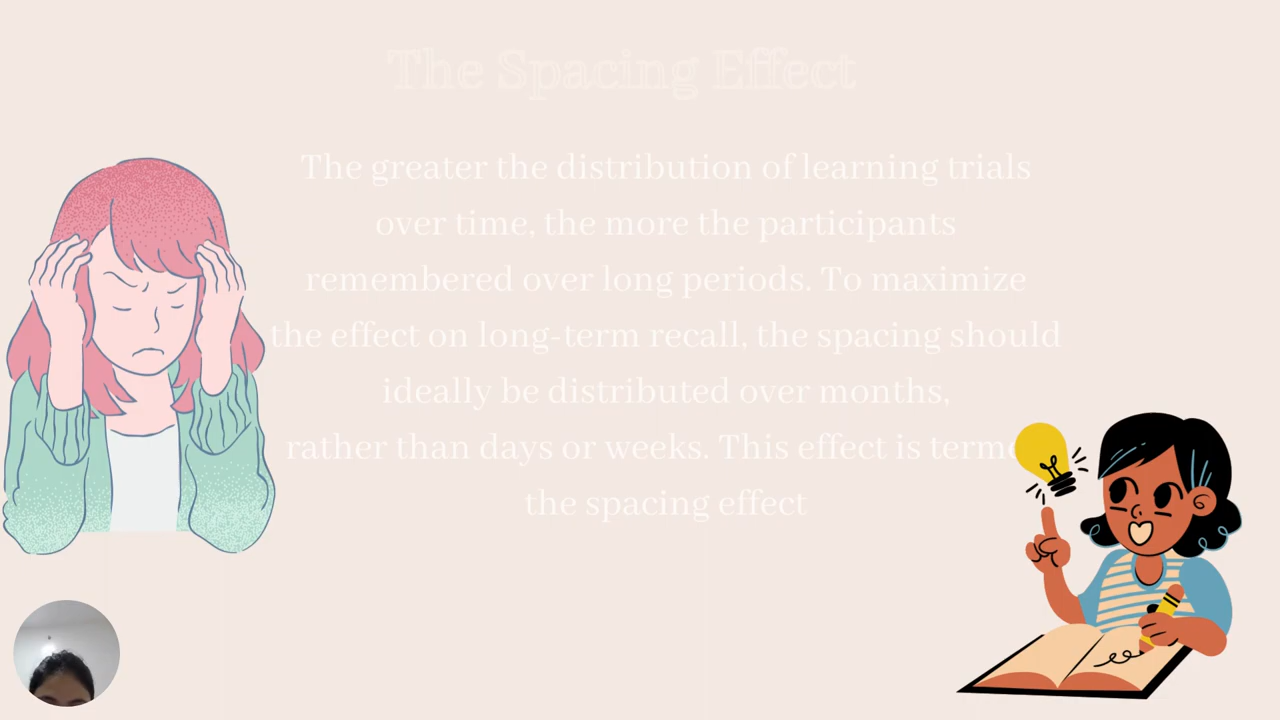 The Spacing Effect
The greater the distribution of learning trials
over time, the more the participants
remembered over long periods. To maximize
the effect on long-term recall, the spacing should
ideally be distributed over months,
rather than days or weeks. This effect is terme
the spacing effect